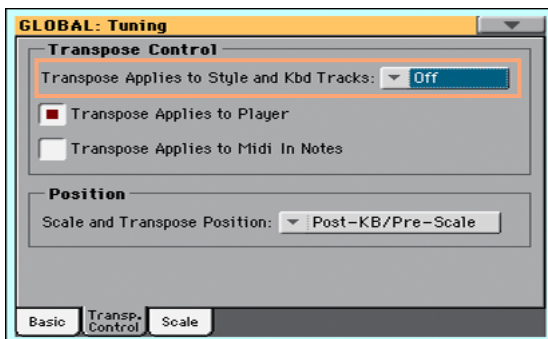 GLOBAL: Tuning
Transpose Control
Transpose Applies to Style and Kbd Tracks: Off
Transpose Applies to Player
Transpose Applies to Midi In Notes
Position
Scale and Transpose Position: Post-KB/Pre-Scale
Basic Transp. Control Scale